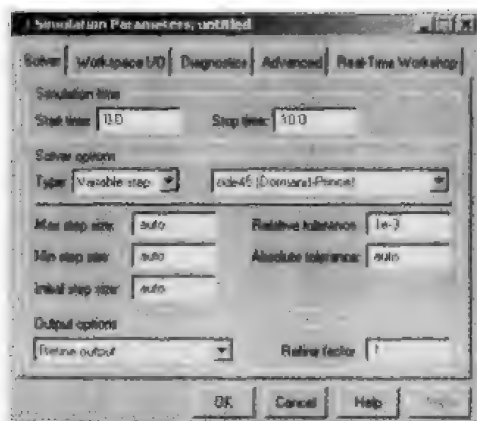 Simulation Parameters: untitled
Solver Workspace I/O Diagnostics Advanced Real-Time Workshop
Simulation time
Start time: 0.0 Stop time: 10.0
Solver options
Type: Variable-step ode45 (Dormand-Prince)
Max step size: auto Relative tolerance: 1e-3
Min step size: auto Absolute tolerance: auto
Initial step size: auto
Output options
Refine output Refine factor: 1
OK Cancel Help Apply